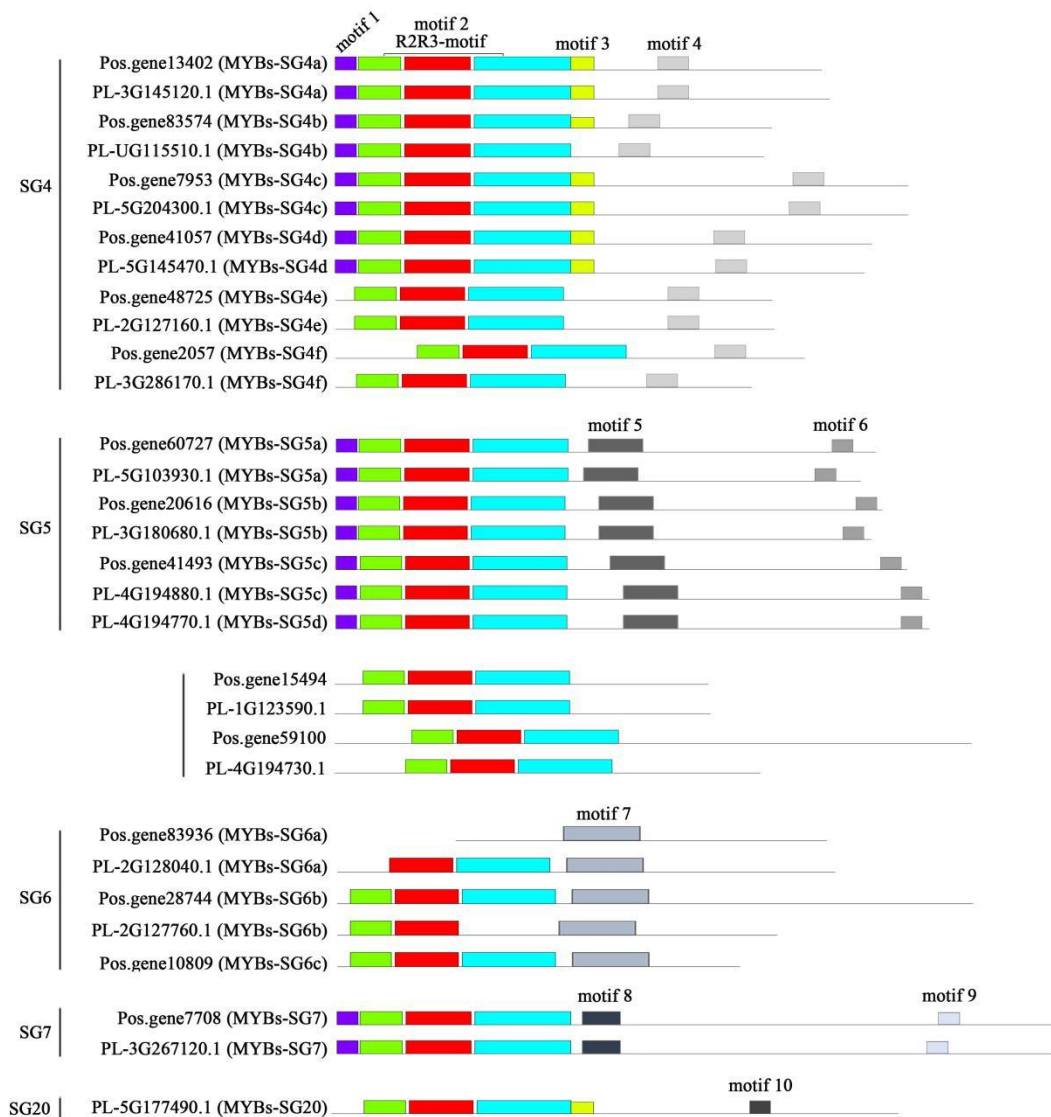 motif 1
motif 2
R2R3-motif
motif 3
motif 4
SG4
Pos.gene13402 (MYBs-SG4a)
PL-3G145120.1 (MYBs-SG4a)
Pos.gene83574 (MYBs-SG4b)
PL-UG115510.1 (MYBs-SG4b)
Pos.gene7953 (MYBs-SG4c)
PL-5G204300.1 (MYBs-SG4c)
Pos.gene41057 (MYBs-SG4d)
PL-5G145470.1 (MYBs-SG4d
Pos.gene48725 (MYBs-SG4e)
PL-2G127160.1 (MYBs-SG4e)
Pos.gene2057 (MYBs-SG4f)
PL-3G286170.1 (MYBs-SG4f)
motif 5
motif 6
SG5
Pos.gene60727 (MYBs-SG5a)
PL-5G103930.1 (MYBs-SG5a)
Pos.gene20616 (MYBs-SG5b)
PL-3G180680.1 (MYBs-SG5b)
Pos.gene41493 (MYBs-SG5c)
PL-4G194880.1 (MYBs-SG5c)
PL-4G194770.1 (MYBs-SG5d)
Pos.gene15494
PL-1G123590.1
Pos.gene59100
PL-4G194730.1
motif 7
SG6
Pos.gene83936 (MYBs-SG6a)
PL-2G128040.1 (MYBs-SG6a)
Pos.gene28744 (MYBs-SG6b)
PL-2G127760.1 (MYBs-SG6b)
Pos.gene10809 (MYBs-SG6c)
motif 8
motif 9
SG7
Pos.gene7708 (MYBs-SG7)
PL-3G267120.1 (MYBs-SG7)
motif 10
SG20
PL-5G177490.1 (MYBs-SG20)